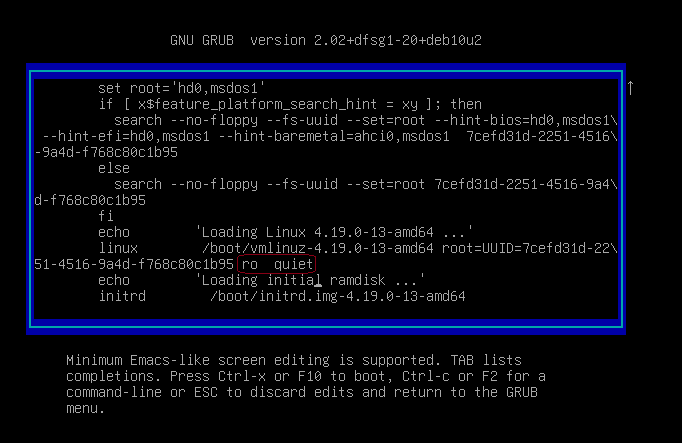 GNU GRUB  version 2.02+dfsg1-20+deb10u2
set root='hd0,msdos1'
if [ x$feature_platform_search_hint = xy ]; then
search --no-floppy --fs-uuid --set=root --hint-bios=hd0,msdos1\
--hint-efi=hd0,msdos1 --hint-baremetal=ahci0,msdos1  7cefd31d-2251-4516\
-9a4d-f768c80c1b95
else
search --no-floppy --fs-uuid --set=root 7cefd31d-2251-4516-9a4\
d-f768c80c1b95
fi
echo        'Loading Linux 4.19.0-13-amd64 ...'
linux        /boot/vmlinuz-4.19.0-13-amd64 root=UUID=7cefd31d-22\
51-4516-9a4d-f768c80c1b95 ro  quiet
echo        'Loading initial ramdisk ...'
initrd        /boot/initrd.img-4.19.0-13-amd64
Minimum Emacs-like screen editing is supported. TAB lists
completions. Press Ctrl-x or F10 to boot, Ctrl-c or F2 for a
command-line or ESC to discard edits and return to the GRUB
menu.